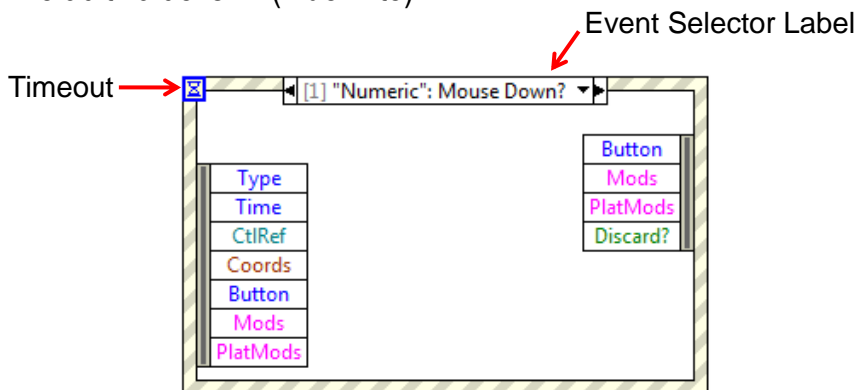 Event Selector Label
Timeout
[1] "Numeric": Mouse Down?
Button
Mods
PlatMods
Discard?
Type
Time
CtlRef
Coords
Button
Mods
PlatMods